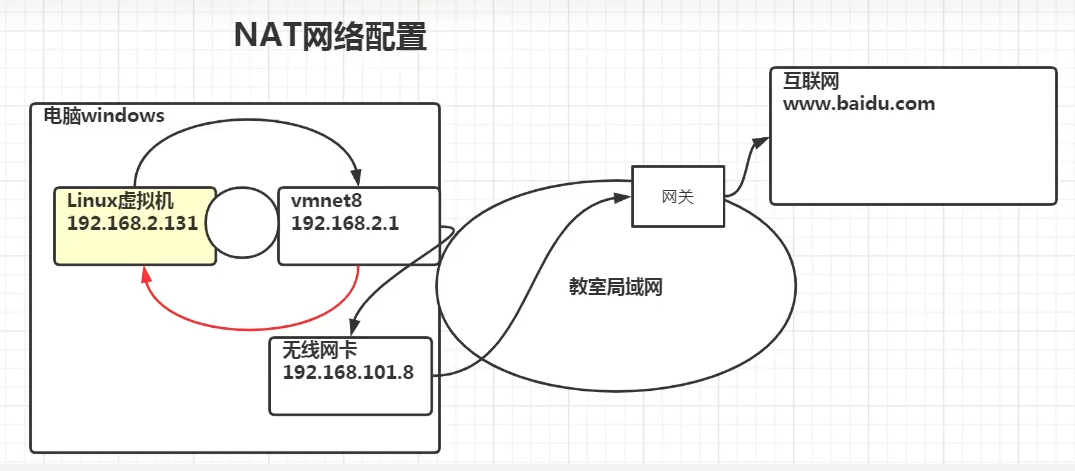 NAT网络配置
电脑windows
Linux虚拟机
192.168.2.131
vmnet8
192.168.2.1
无线网卡
192.168.101.8
网关
教室局域网
互联网
www.baidu.com